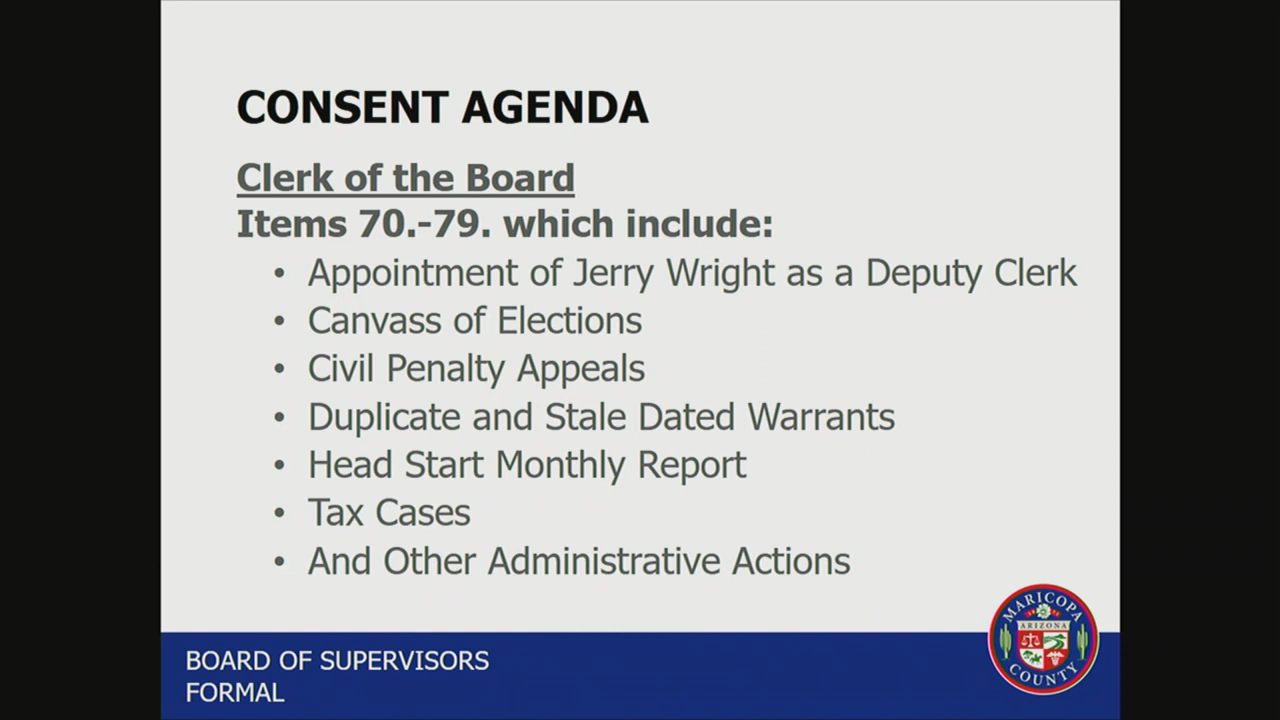 CONSENT AGENDA
Clerk of the Board
Items 70.-79. which include:
• Appointment of Jerry Wright as a Deputy Clerk
• Canvass of Elections
• Civil Penalty Appeals
• Duplicate and Stale Dated Warrants
• Head Start Monthly Report
• Tax Cases
• And Other Administrative Actions
BOARD OF SUPERVISORS
FORMAL
MARICOPA
ARIZONA
COUNTY